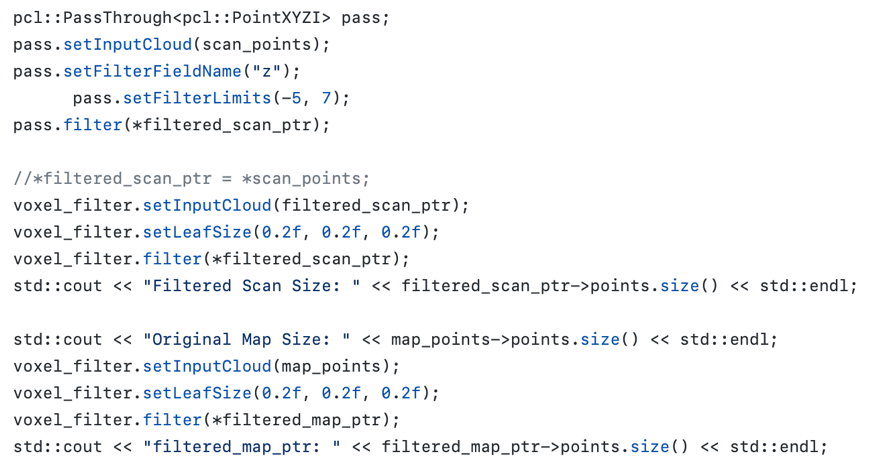 pcl::PassThrough<pcl::PointXYZI> pass;
pass.setInputCloud(scan_points);
pass.setFilterFieldName("z");
pass.setFilterLimits(-5, 7);
pass.filter(*filtered_scan_ptr);
//*filtered_scan_ptr = *scan_points;
voxel_filter.setInputCloud(filtered_scan_ptr);
voxel_filter.setLeafSize(0.2f, 0.2f, 0.2f);
voxel_filter.filter(*filtered_scan_ptr);
std::cout << "Filtered Scan Size: " << filtered_scan_ptr->points.size() << std::endl;
std::cout << "Original Map Size: " << map_points->points.size() << std::endl;
voxel_filter.setInputCloud(map_points);
voxel_filter.setLeafSize(0.2f, 0.2f, 0.2f);
voxel_filter.filter(*filtered_map_ptr);
std::cout << "filtered_map_ptr: " << filtered_map_ptr->points.size() << std::endl;